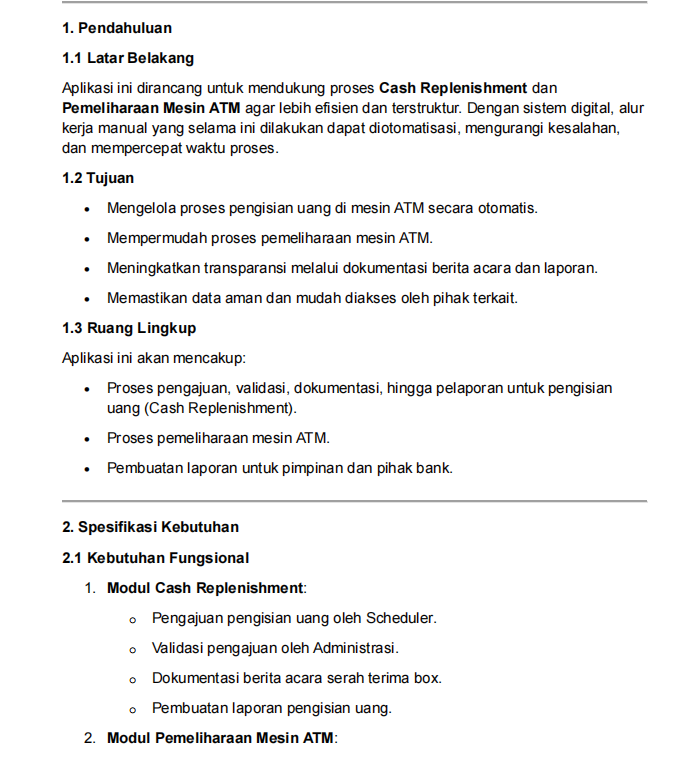 1. Pendahuluan
1.1 Latar Belakang
Aplikasi ini dirancang untuk mendukung proses Cash Replenishment dan
Pemeliharaan Mesin ATM agar lebih efisien dan terstruktur. Dengan sistem digital, alur
kerja manual yang selama ini dilakukan dapat diotomatisasi, mengurangi kesalahan,
dan mempercepat waktu proses.
1.2 Tujuan
• Mengelola proses pengisian uang di mesin ATM secara otomatis.
• Mempermudah proses pemeliharaan mesin ATM.
• Meningkatkan transparansi melalui dokumentasi berita acara dan laporan.
• Memastikan data aman dan mudah diakses oleh pihak terkait.
1.3 Ruang Lingkup
Aplikasi ini akan mencakup:
• Proses pengajuan, validasi, dokumentasi, hingga pelaporan untuk pengisian
uang (Cash Replenishment).
• Proses pemeliharaan mesin ATM.
• Pembuatan laporan untuk pimpinan dan pihak bank.
2. Spesifikasi Kebutuhan
2.1 Kebutuhan Fungsional
1. Modul Cash Replenishment:
o Pengajuan pengisian uang oleh Scheduler.
o Validasi pengajuan oleh Administrasi.
o Dokumentasi berita acara serah terima box.
o Pembuatan laporan pengisian uang.
2. Modul Pemeliharaan Mesin ATM: